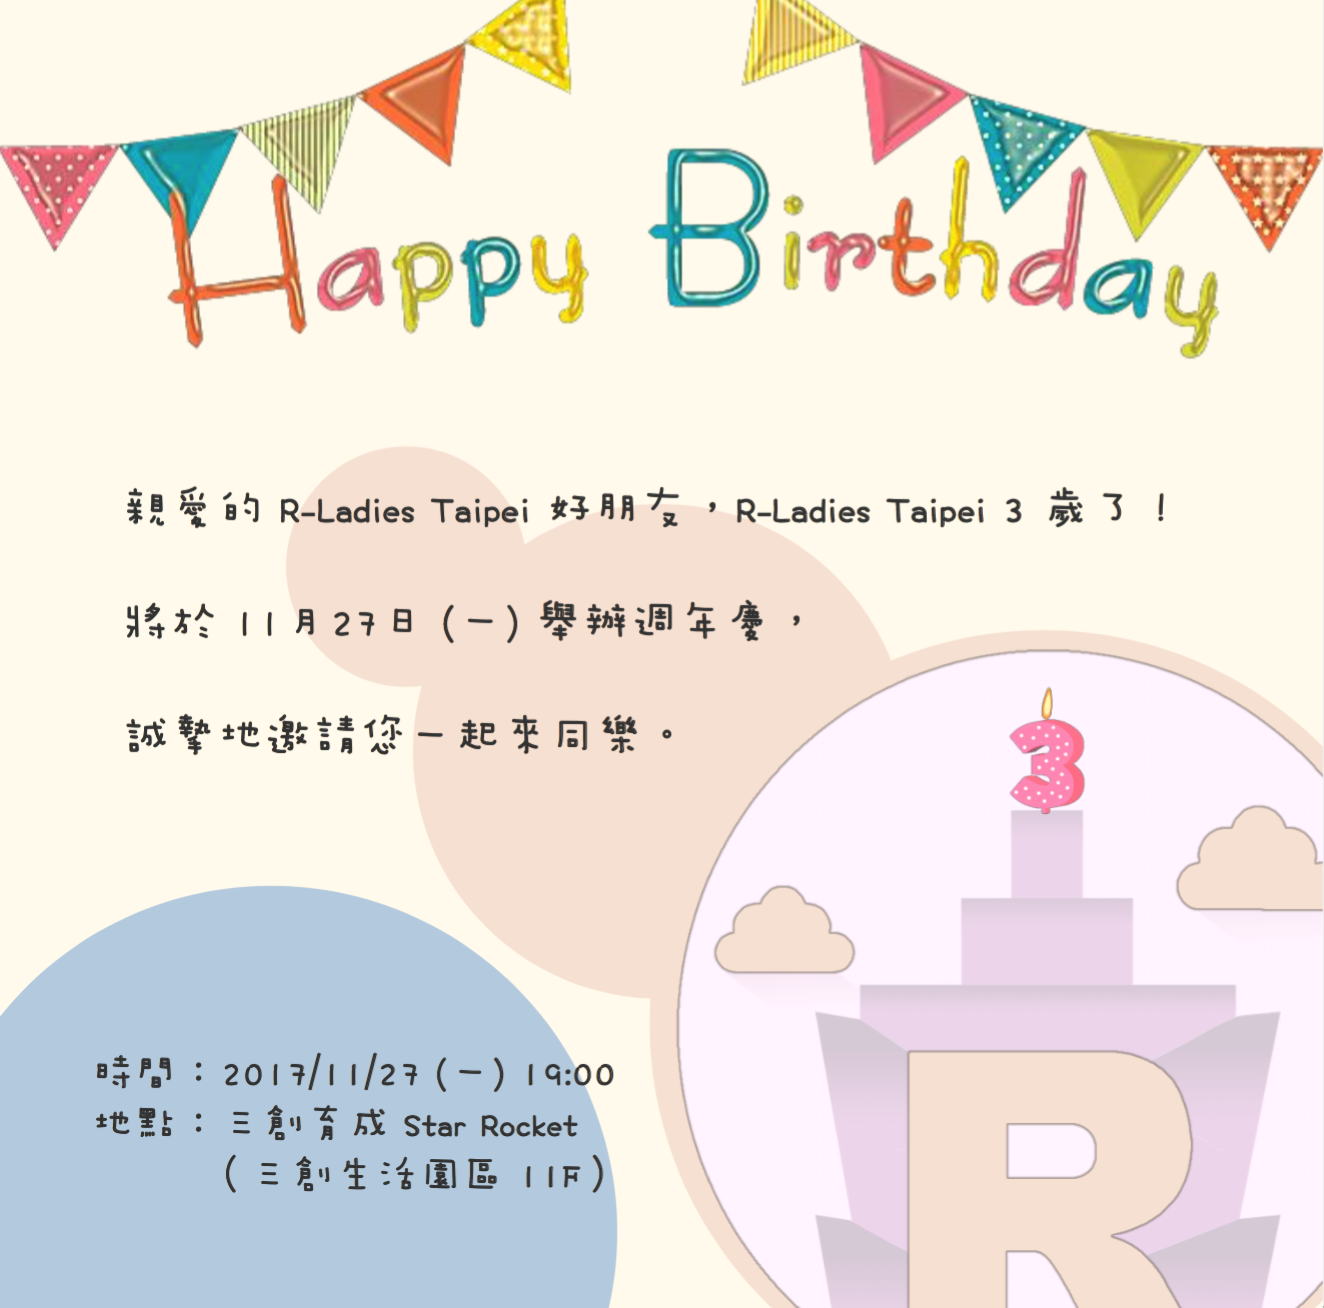 Happy Birthday
親愛的 R-Ladies Taipei 好朋友，R-Ladies Taipei 3 歲了！
將於 11月27日 (一) 舉辦週年慶，
誠摯地邀請您一起來同樂。
3
時間：2017/11/27 (一) 19:00
地點：三創育成 Star Rocket
(三創生活園區 11F)
R